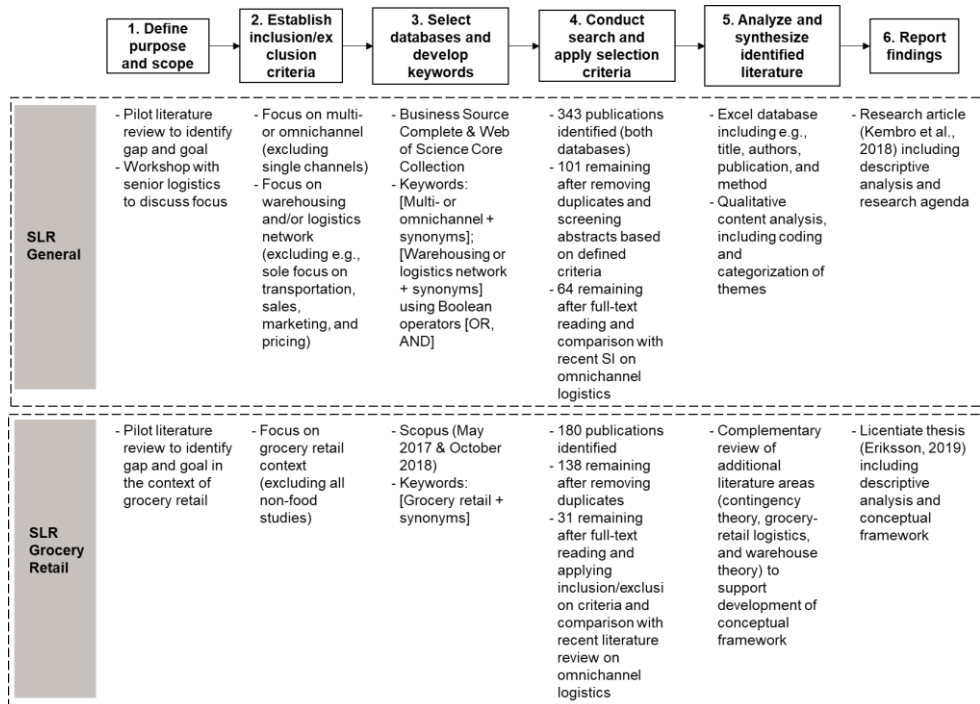 1. Define
purpose
and scope
2. Establish
inclusion/ex
clusion
criteria
3. Select
databases and
develop
keywords
4. Conduct
search and
apply selection
criteria
5. Analyze and
synthesize
identified
literature
6. Report
findings
SLR
General
- Pilot literature
review to identify
gap and goal
- Workshop with
senior logistics
to discuss focus
- Focus on multi-
or omnichannel
(excluding
single channels)
- Focus on
warehousing
and/or logistics
network
(excluding e.g.,
sole focus on
transportation,
sales,
marketing, and
pricing)
- Business Source
Complete & Web
of Science Core
Collection
- Keywords:
[Multi- or
omnichannel +
synonyms];
[Warehousing or
logistics network
+ synonyms]
using Boolean
operators [OR,
AND]
- 343 publications
identified (both
databases)
- 101 remaining
after removing
duplicates and
screening
abstracts based
on defined
criteria
- 64 remaining
after full-text
reading and
comparison with
recent SI on
omnichannel
logistics
- Excel database
including e.g.,
title, authors,
publication, and
method
- Qualitative
content analysis,
including coding
and
categorization of
themes
- Research article
(Kembro et al.,
2018) including
descriptive
analysis and
research agenda
SLR
Grocery
Retail
- Pilot literature
review to identify
gap and goal in
the context of
grocery retail
- Focus on
grocery retail
context
(excluding all
non-food
studies)
- Scopus (May
2017 & October
2018)
- Keywords:
[Grocery retail +
synonyms]
- 180 publications
identified
- 138 remaining
after removing
duplicates
- 31 remaining
after full-text
reading and
applying
inclusion/exclusi
on criteria and
comparison with
recent literature
review on
omnichannel
logistics
- Complementary
review of
additional
literature areas
(contingency
theory, grocery-
retail logistics,
and warehouse
theory) to
support
development of
conceptual
framework
- Licentiate thesis
(Eriksson, 2019)
including
descriptive
analysis and
conceptual
framework